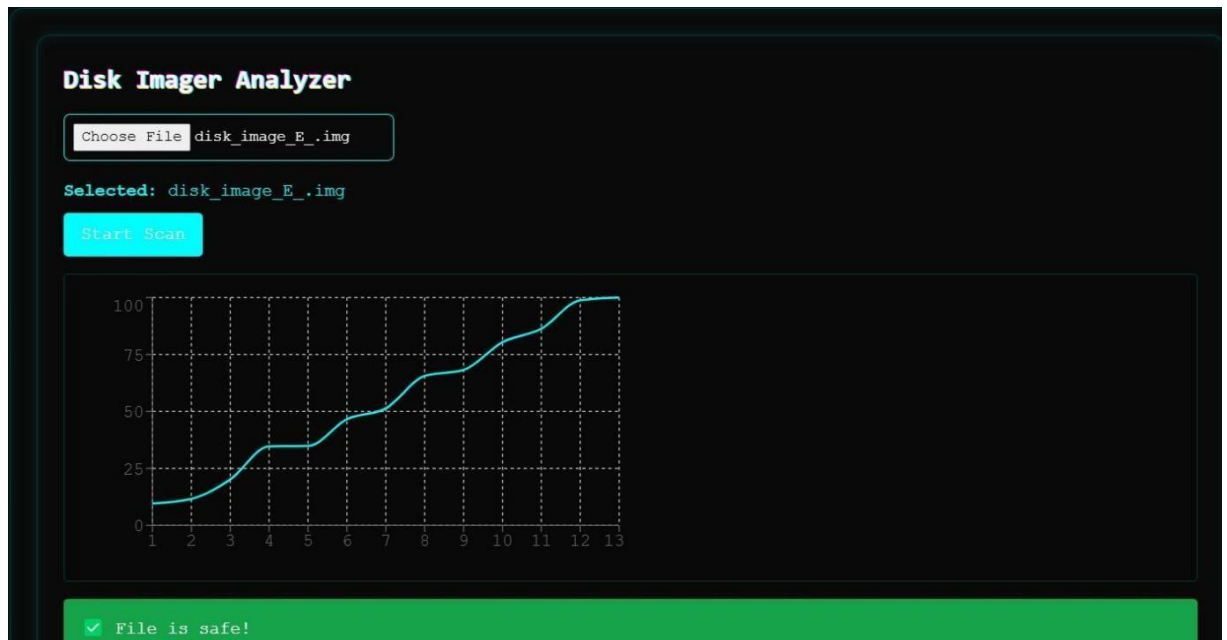 Disk Imager Analyzer
Choose File disk_image_E_.img
Selected: disk_image_E_.img
Start Scan
100
75
50
25
0
1 2 3 4 5 6 7 8 9 10 11 12 13
File is safe!